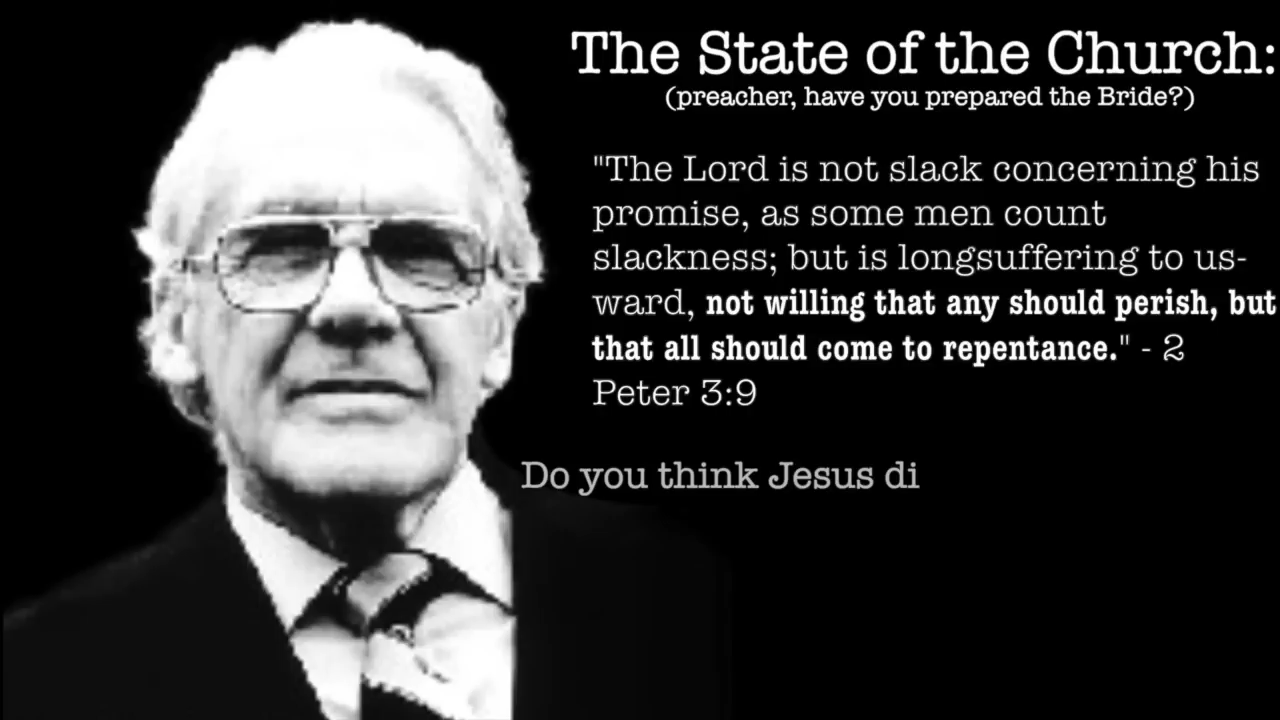 The State of the Church:
(preacher, have you prepared the Bride?)
"The Lord is not slack concerning his
promise, as some men count
slackness; but is longsuffering to us-
ward, not willing that any should perish, but
that all should come to repentance." - 2
Peter 3:9
Do you think Jesus di